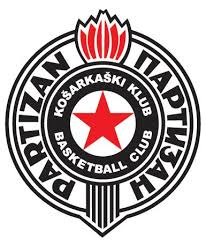 PARTIZAN
ПАРТИЗАН
KOŠARKAŠKI KLUB
BASKETBALL CLUB